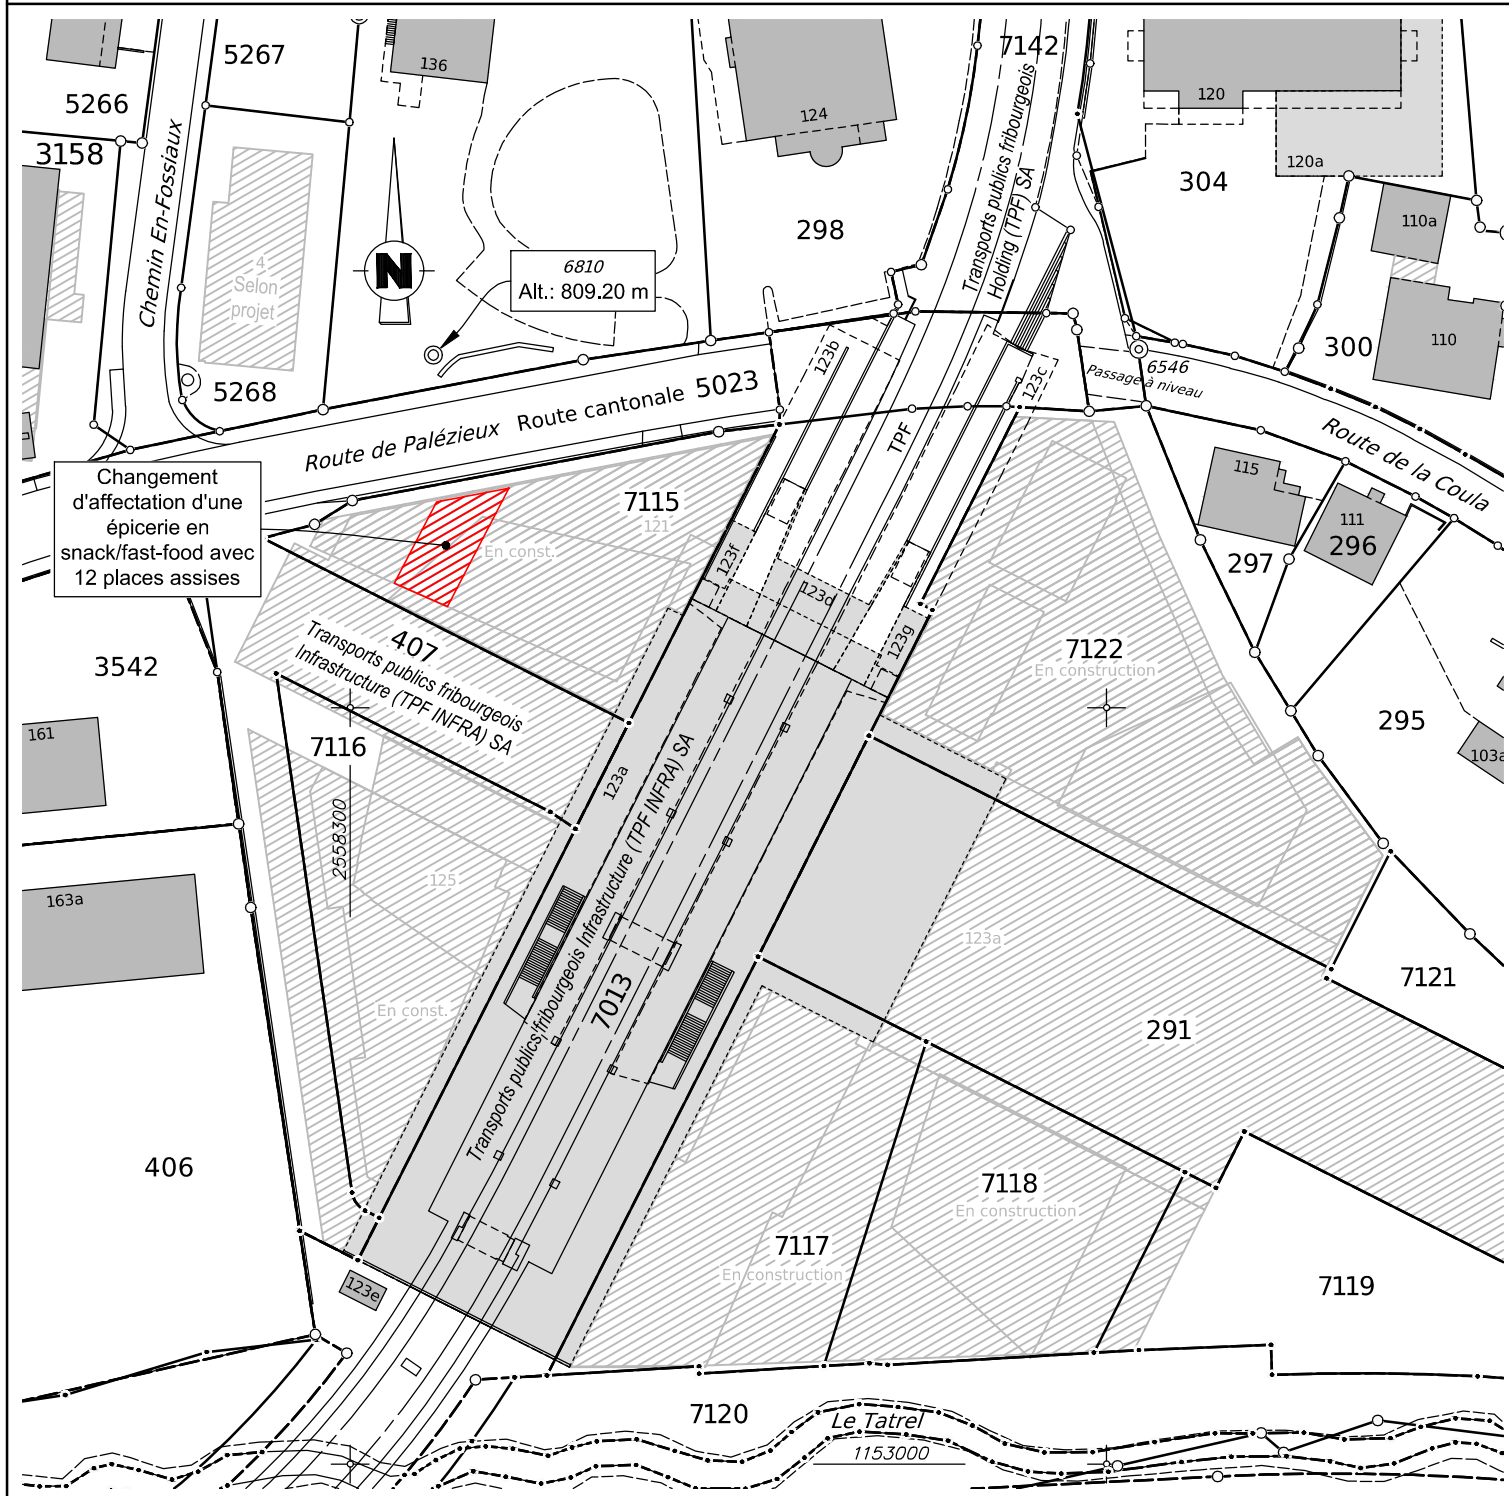 5267
136
7142
5266
124
120
3158
120a
Chemin En-Fossiaux
304
110a
298
Transports publics fribourgeois
Holding (TPF) SA
4
Selon
projet
N
6810
Alt.: 809.20 m
123b
300
110
123c
6546
Passage à niveau
5268
Route de Palézieux
Route cantonale
5023
TPF
Route de la Coula
Changement
d'affectation d'une
épicerie en
snack/fast-food avec
12 places assises
7115
121
En const.
115
111
296
297
123f
123d
123g
407
Transports publics fribourgeois
Infrastructure (TPF INFRA) SA
7122
En construction
3542
295
161
7116
103a
123a
2558300
Transports publics fribourgeois Infrastructure (TPF INFRA) SA
125
163a
123a
7121
En const.
7013
291
406
7118
En construction
7117
En construction
123e
7119
7120
Le Tatrel
1153000